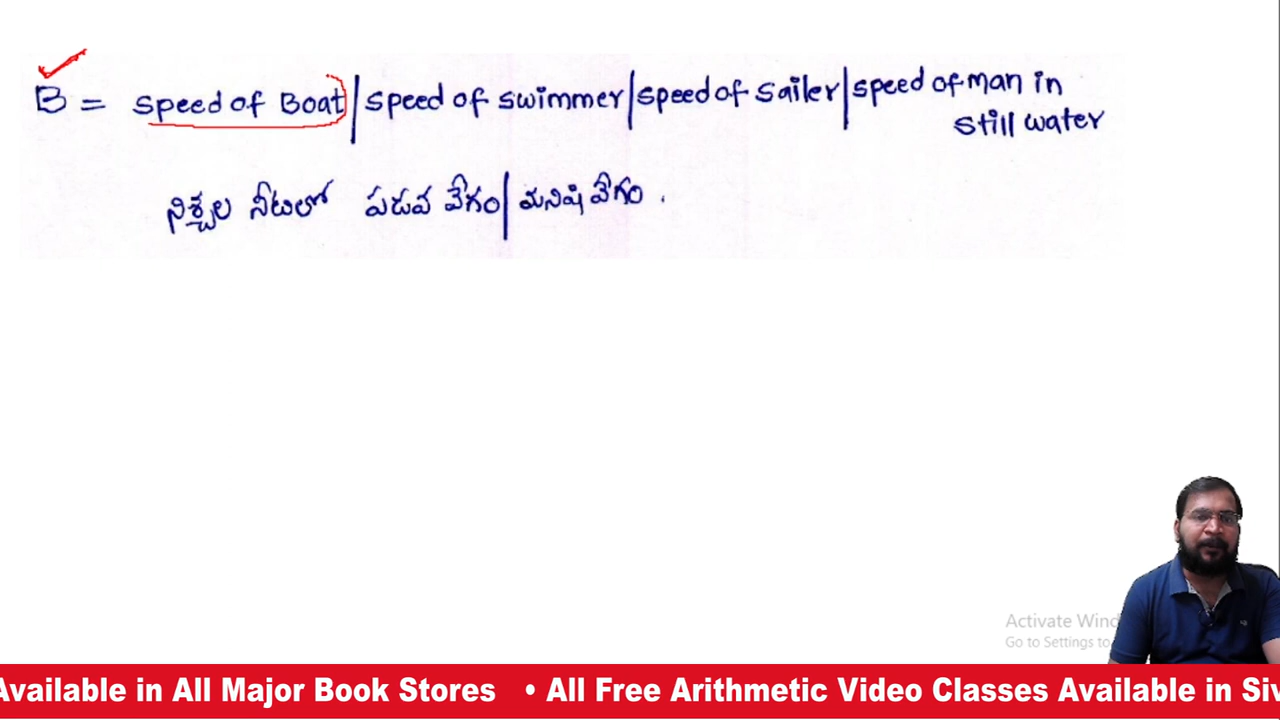 B = Speed of Boat | speed of swimmer | speed of sailer | speed of man in
still water
నిశ్చల నీటులో పడువ వేగం | మనిషి వేగం .
Activate Wind
Go to Settings to
Available in All Major Book Stores • All Free Arithmetic Video Classes Available in Siv